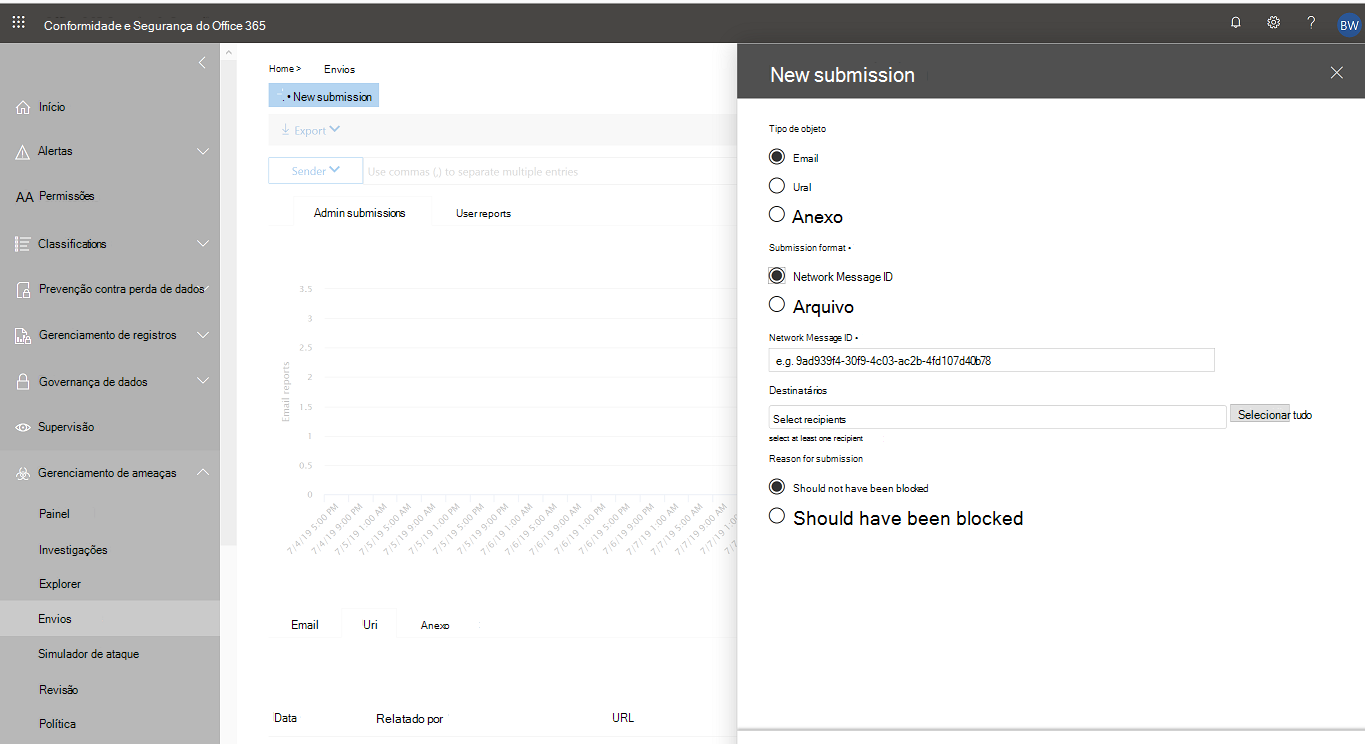 Conformidade e Segurança do Office 365
?
BW
Início
Alertas
AA Permissões
Classifications
Prevenção contra perda de dados
Gerenciamento de registros
Governança de dados
Supervisão
Gerenciamento de ameaças
Painel
Investigações
Explorer
Envios
Simulador de ataque
Revisão
Política
Home > Envios
• New submission
Export
Sender
Use commas (,) to separate multiple entries
Admin submissions
User reports
Email reports
3.5
3
2.5
2
1.5
1
0.5
0
7/4/19 5:00 PM
7/4/19 9:00 PM
7/5/19 1:00 AM
7/5/19 5:00 AM
7/5/19 9:00 AM
7/5/19 1:00 PM
7/5/19 5:00 PM
7/5/19 9:00 PM
7/6/19 1:00 AM
7/6/19 5:00 AM
7/6/19 9:00 AM
7/6/19 1:00 PM
7/6/19 5:00 PM
7/6/19 9:00 PM
7/7/19 1:00 AM
7/7/19 5:00 AM
7/7/19 9:00 AM
7/7/19 1:0
Email
Uri
Anexo
Data
Relatado por
URL
New submission
Tipo de objeto
Email
Ural
Anexo
Submission format •
Network Message ID
Arquivo
Network Message ID •
e.g. 9ad939f4-30f9-4c03-ac2b-4fd107d40b78
Destinatários
Select recipients
Selecionar tudo
select at least one recipient
Reason for submission
Should not have been blocked
Should have been blocked